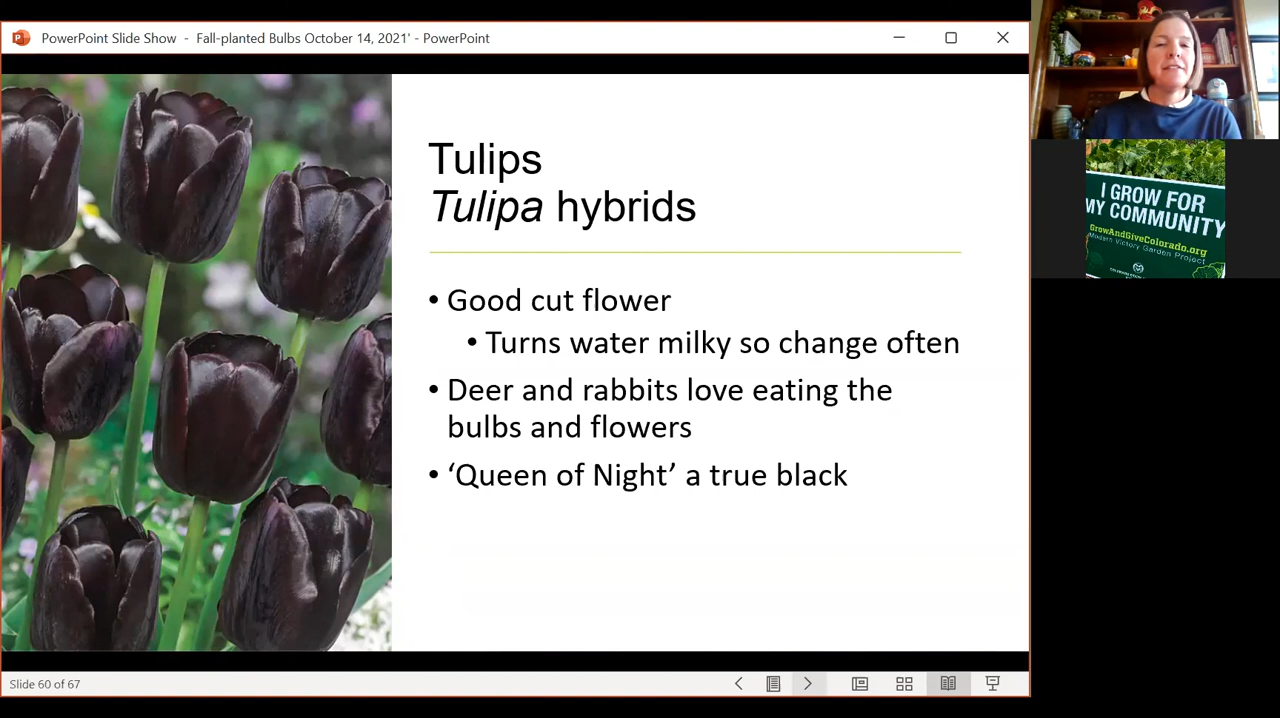 PowerPoint Slide Show - Fall-planted Bulbs October 14, 2021' - PowerPoint
Tulips
Tulipa hybrids
• Good cut flower
• Turns water milky so change often
• Deer and rabbits love eating the
bulbs and flowers
• ‘Queen of Night’ a true black
Slide 60 of 67
I GROW FOR
MY COMMUNITY
GrowAndGiveColorado.org
Modern Victory Garden Project